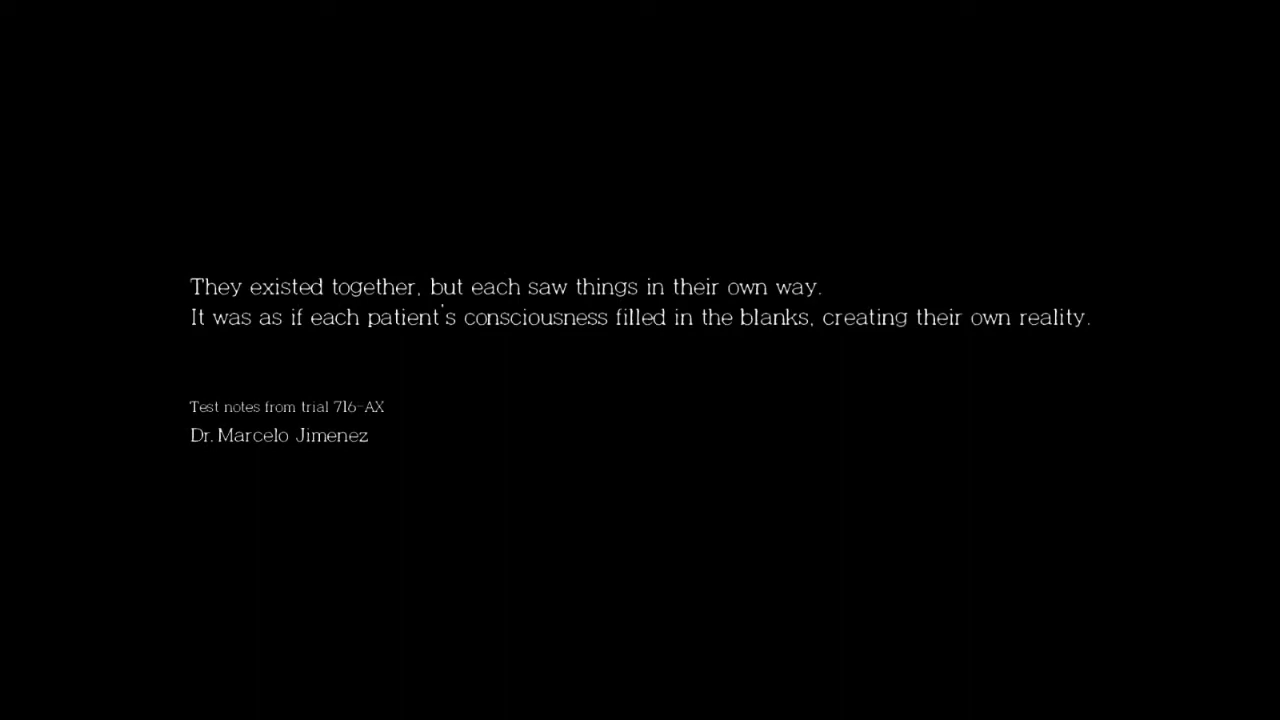 They existed together, but each saw things in their own way.
It was as if each patient's consciousness filled in the blanks, creating their own reality.
Test notes from trial 716-AX
Dr. Marcelo Jimenez